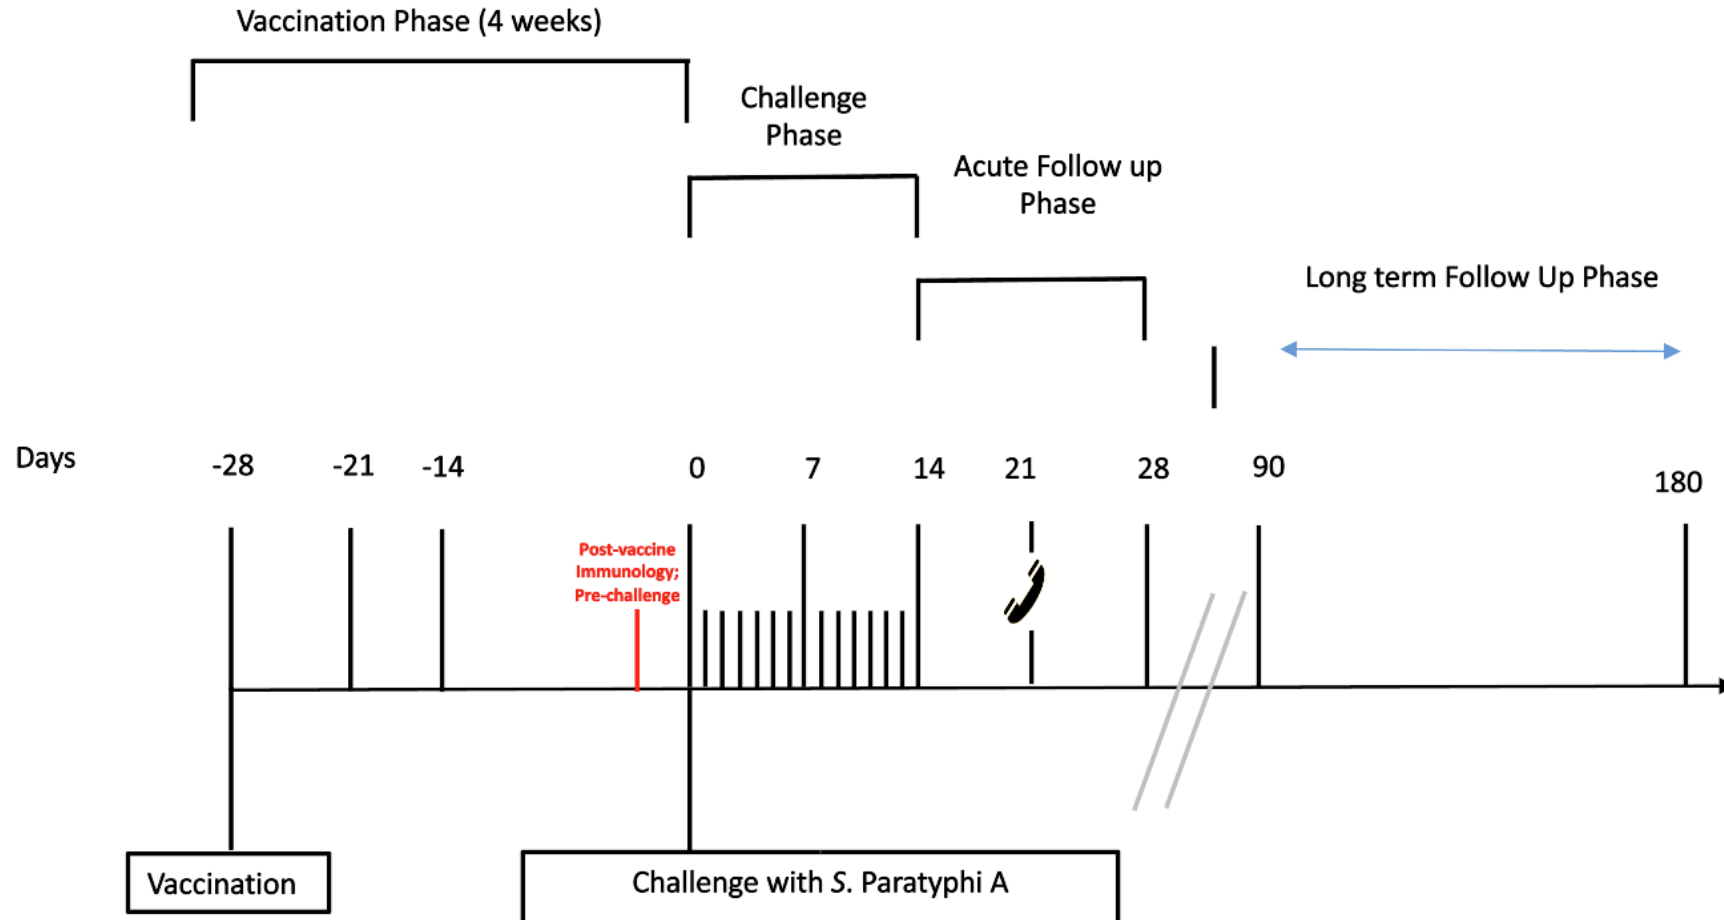 Vaccination Phase (4 weeks)
Challenge
Phase
Acute Follow up
Phase
Long term Follow Up Phase
Days
-28
-21
-14
0
7
14
21
28
90
180
Post-vaccine
Immunology;
Pre-challenge
Vaccination
Challenge with S. Paratyphi A